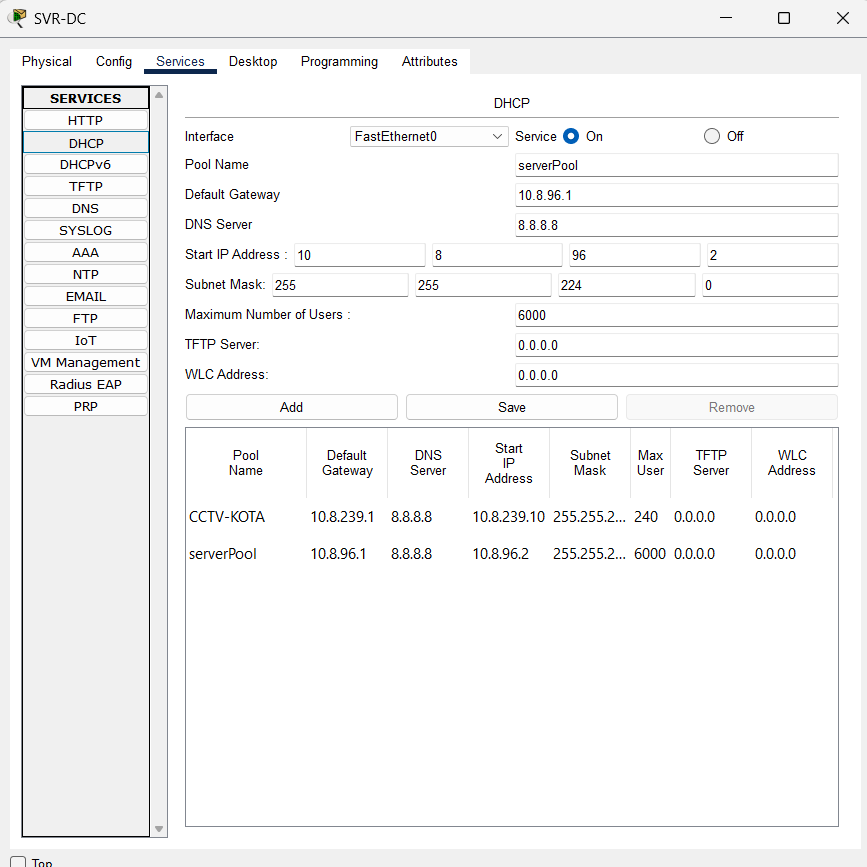 SVR-DC
Physical Config Services Desktop Programming Attributes
SERVICES
HTTP
DHCP
DHCPv6
TFTP
DNS
SYSLOG
AAA
NTP
EMAIL
FTP
IoT
VM Management
Radius EAP
PRP
DHCP
Interface FastEthernet0 Service On Off
Pool Name serverPool
Default Gateway 10.8.96.1
DNS Server 8.8.8.8
Start IP Address : 10 8 96 2
Subnet Mask: 255 255 224 0
Maximum Number of Users : 6000
TFTP Server: 0.0.0.0
WLC Address: 0.0.0.0
Add Save Remove
Pool Name Default Gateway DNS Server Start IP Address Subnet Mask Max User TFTP Server WLC Address
CCTV-KOTA 10.8.239.1 8.8.8.8 10.8.239.10 255.255.2... 240 0.0.0.0 0.0.0.0
serverPool 10.8.96.1 8.8.8.8 10.8.96.2 255.255.2... 6000 0.0.0.0 0.0.0.0
Top